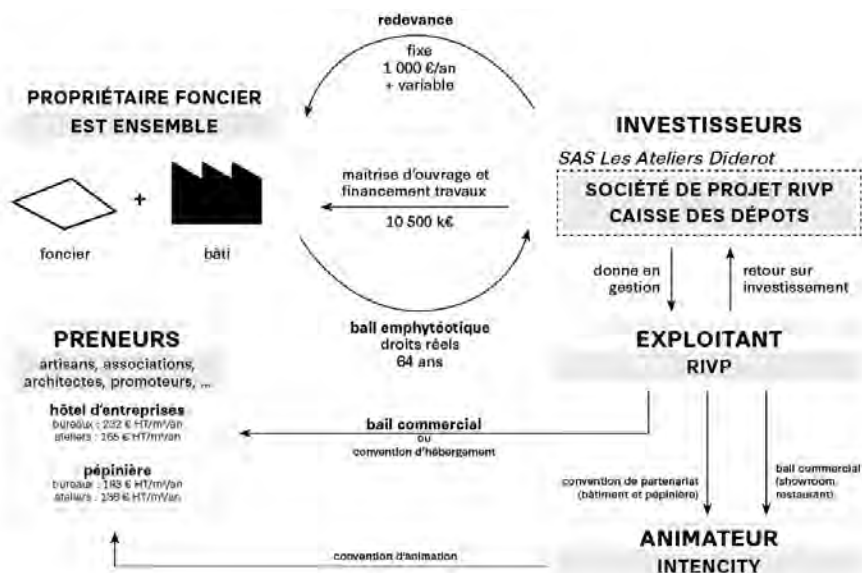 redevance
fixe
1 000 €/an
+ variable
PROPRIÉTAIRE FONCIER
EST ENSEMBLE
foncier
+
bâti
maîtrise d'ouvrage et
financement travaux
10 500 k€
INVESTISSEURS
SAS Les Ateliers Diderot
SOCIÉTÉ DE PROJET RIVP
CAISSE DES DÉPOTS
donne en
gestion
retour sur
investissement
bail emphytéotique
droits réels
64 ans
EXPLOITANT
RIVP
PRENEURS
artisans, associations,
architectes, promoteurs, ...
hôtel d'entreprises
bureaux : 232 € HT/m²/an
ateliers : 165 € HT/m²/an
pépinière
bureaux : € HT/m²/an
ateliers : € HT/m²/an
bail commercial
ou
convention d'hébergement
convention de partenariat
(bâtiment et pépinière)
bail commercial
(showroom,
restaurant)
convention d'animation
ANIMATEUR
INTENCITY